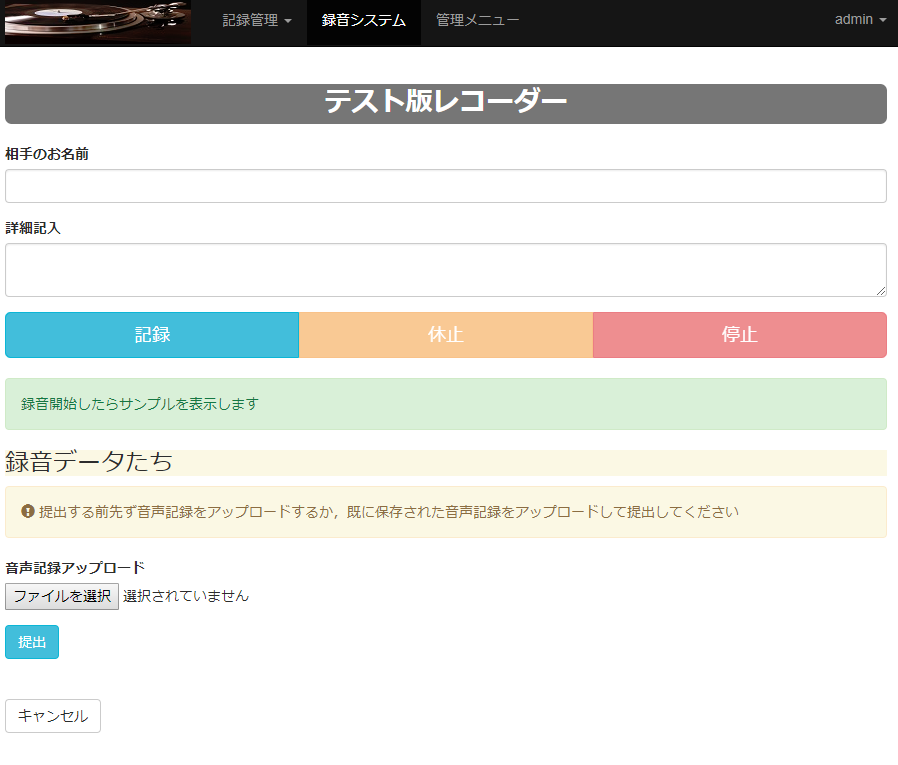 記録管理 録音システム 管理メニュー admin
テスト版レコーダー
相手のお名前
詳細記入
記録 休止 停止
録音開始したらサンプルを表示します
録音データたち
提出する前先ず音声記録をアップロードするか，既に保存された音声記録をアップロードして提出してください
音声記録アップロード
ファイルを選択 選択されていません
提出
キャンセル